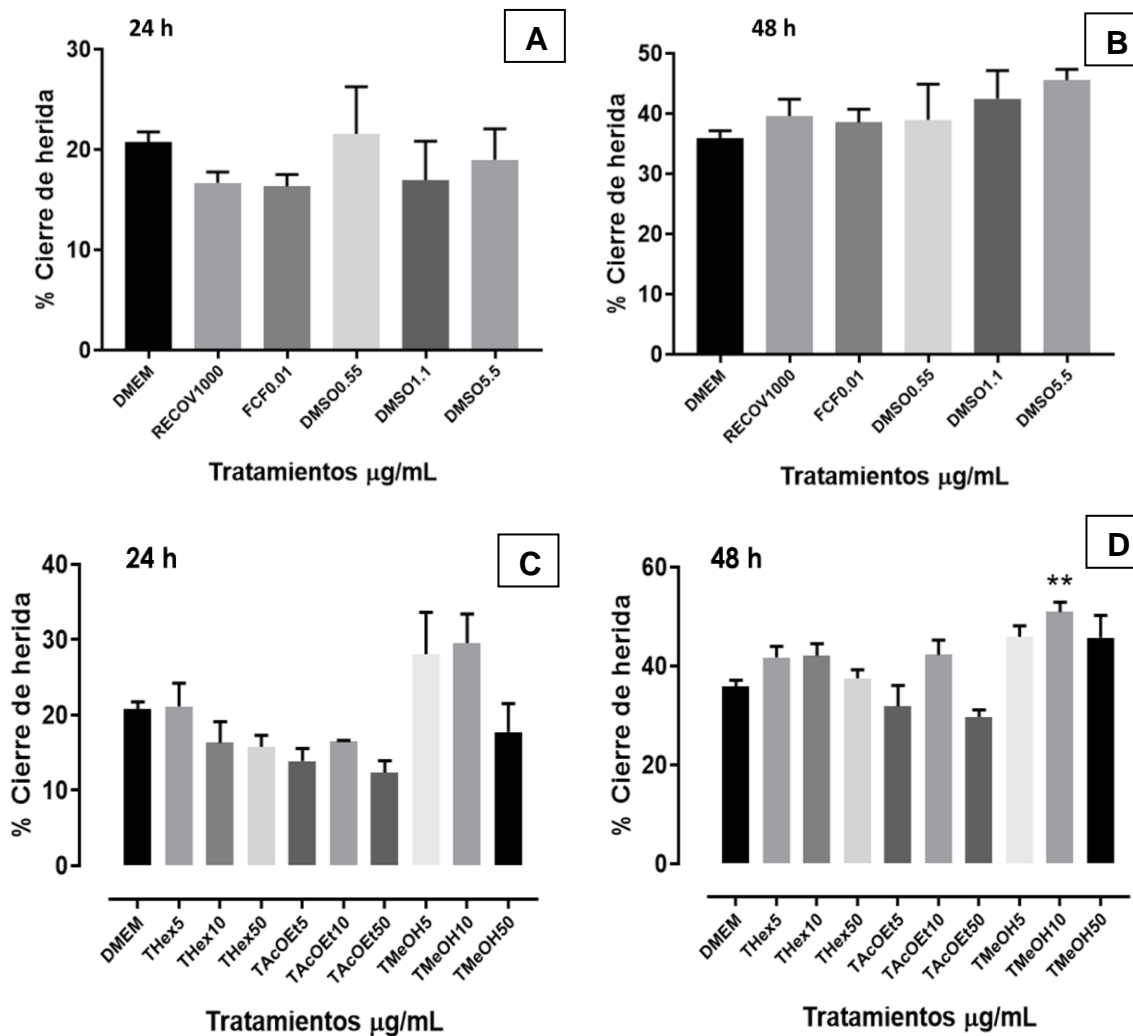 24 h
A
30
20
10
0
% Cierre de herida
DMEM
RECOV1000
FCF0.01
DMSO0.55
DMSO1.1
DMSO5.5
Tratamientos μg/mL
48 h
B
50
40
30
20
10
0
% Cierre de herida
DMEM
RECOV1000
FCF0.01
DMSO0.55
DMSO1.1
DMSO5.5
Tratamientos μg/mL
24 h
C
40
30
20
10
0
% Cierre de herida
DMEM
THex5
THex10
THex50
TAcOEt5
TAcOEt10
TAcOEt50
TMeOH5
TMeOH10
TMeOH50
Tratamientos μg/mL
48 h
D
60
40
20
0
% Cierre de herida
**
DMEM
THex5
THex10
THex50
TAcOEt5
TAcOEt10
TAcOEt50
TMeOH5
TMeOH10
TMeOH50
Tratamientos μg/mL